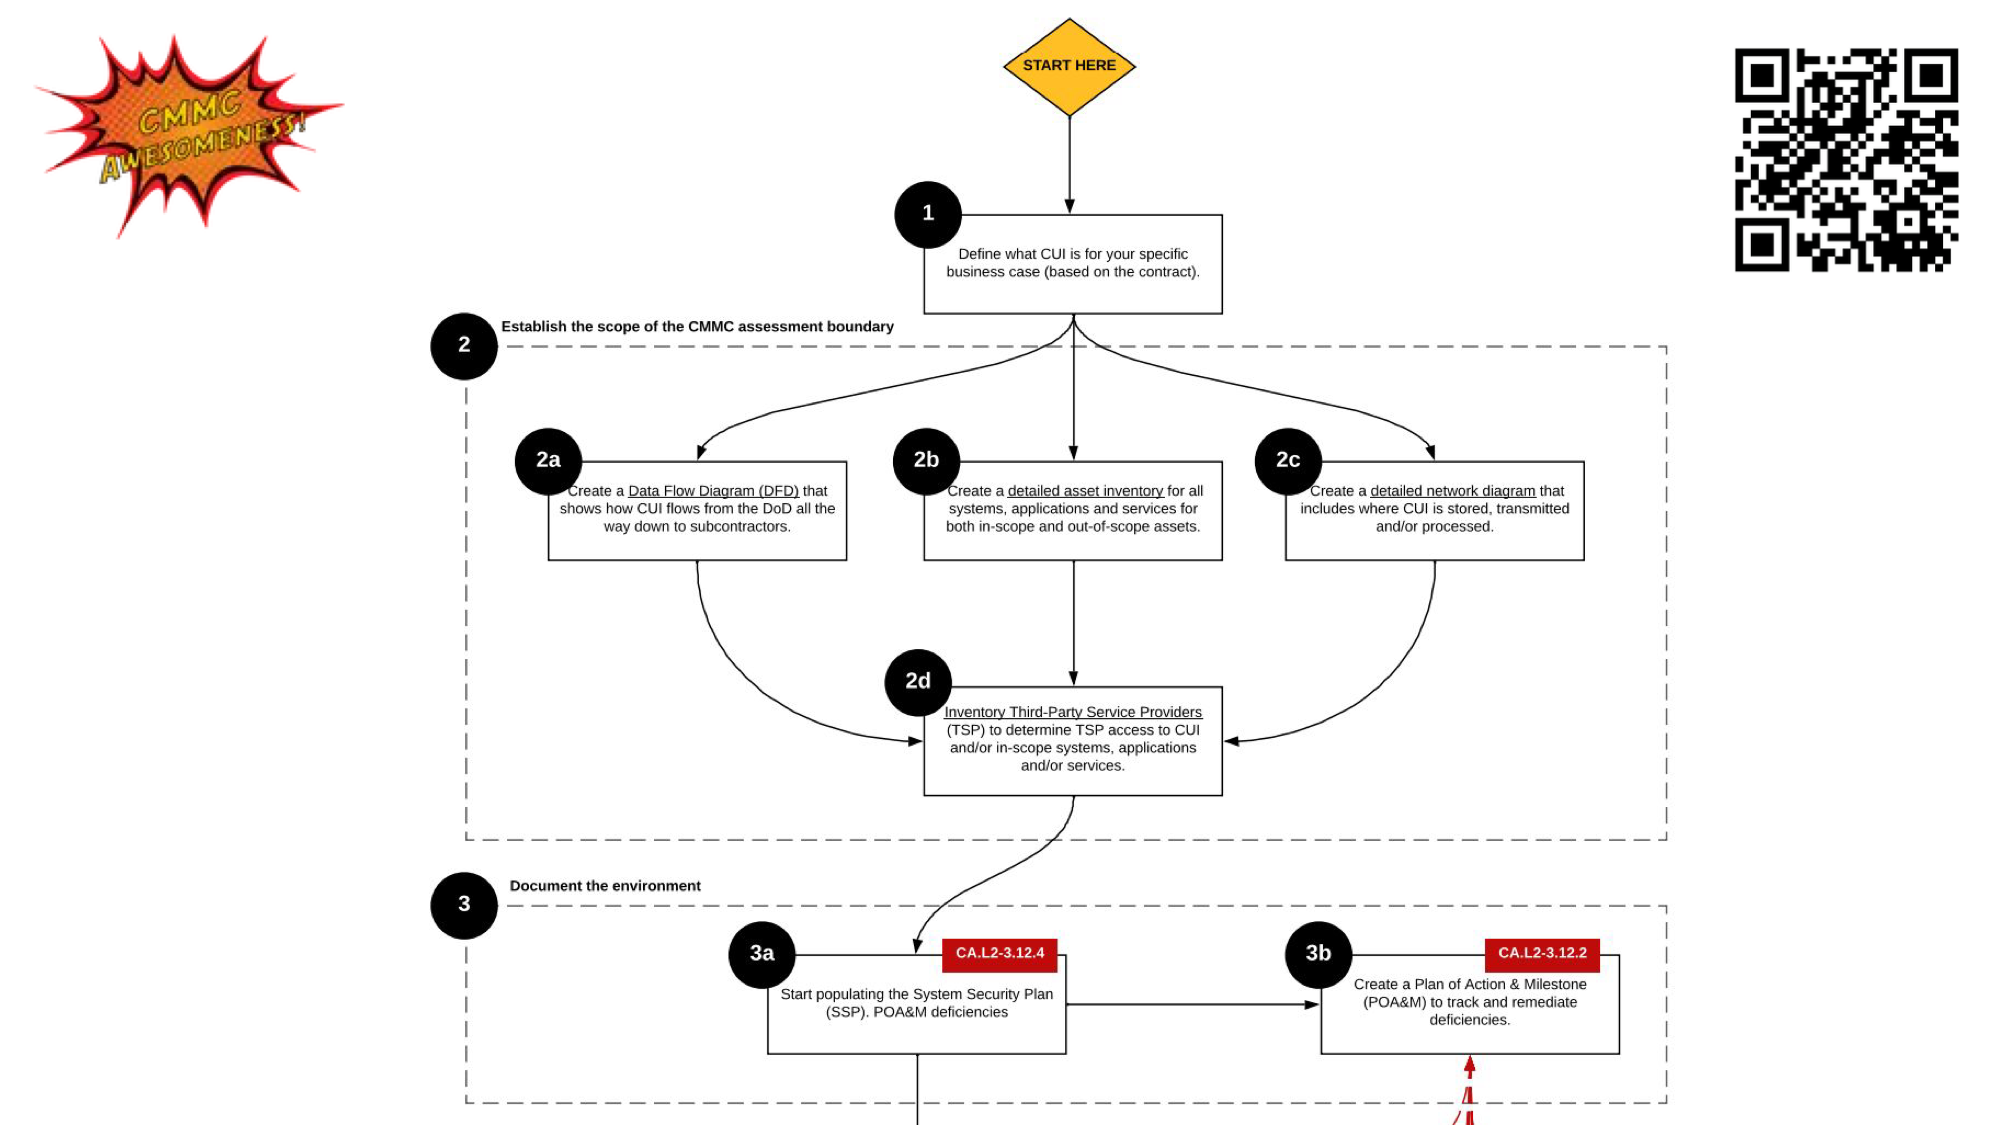 CMMC
AWESOMENESS!
START HERE
1
Define what CUI is for your specific
business case (based on the contract).
2
Establish the scope of the CMMC assessment boundary
2a
Create a Data Flow Diagram (DFD) that
shows how CUI flows from the DoD all the
way down to subcontractors.
2b
Create a detailed asset inventory for all
systems, applications and services for
both in-scope and out-of-scope assets.
2c
Create a detailed network diagram that
includes where CUI is stored, transmitted
and/or processed.
2d
Inventory Third-Party Service Providers
(TSP) to determine TSP access to CUI
and/or in-scope systems, applications
and/or services.
3
Document the environment
3a
CA.L2-3.12.4
Start populating the System Security Plan
(SSP). POA&M deficiencies
3b
CA.L2-3.12.2
Create a Plan of Action & Milestone
(POA&M) to track and remediate
deficiencies.